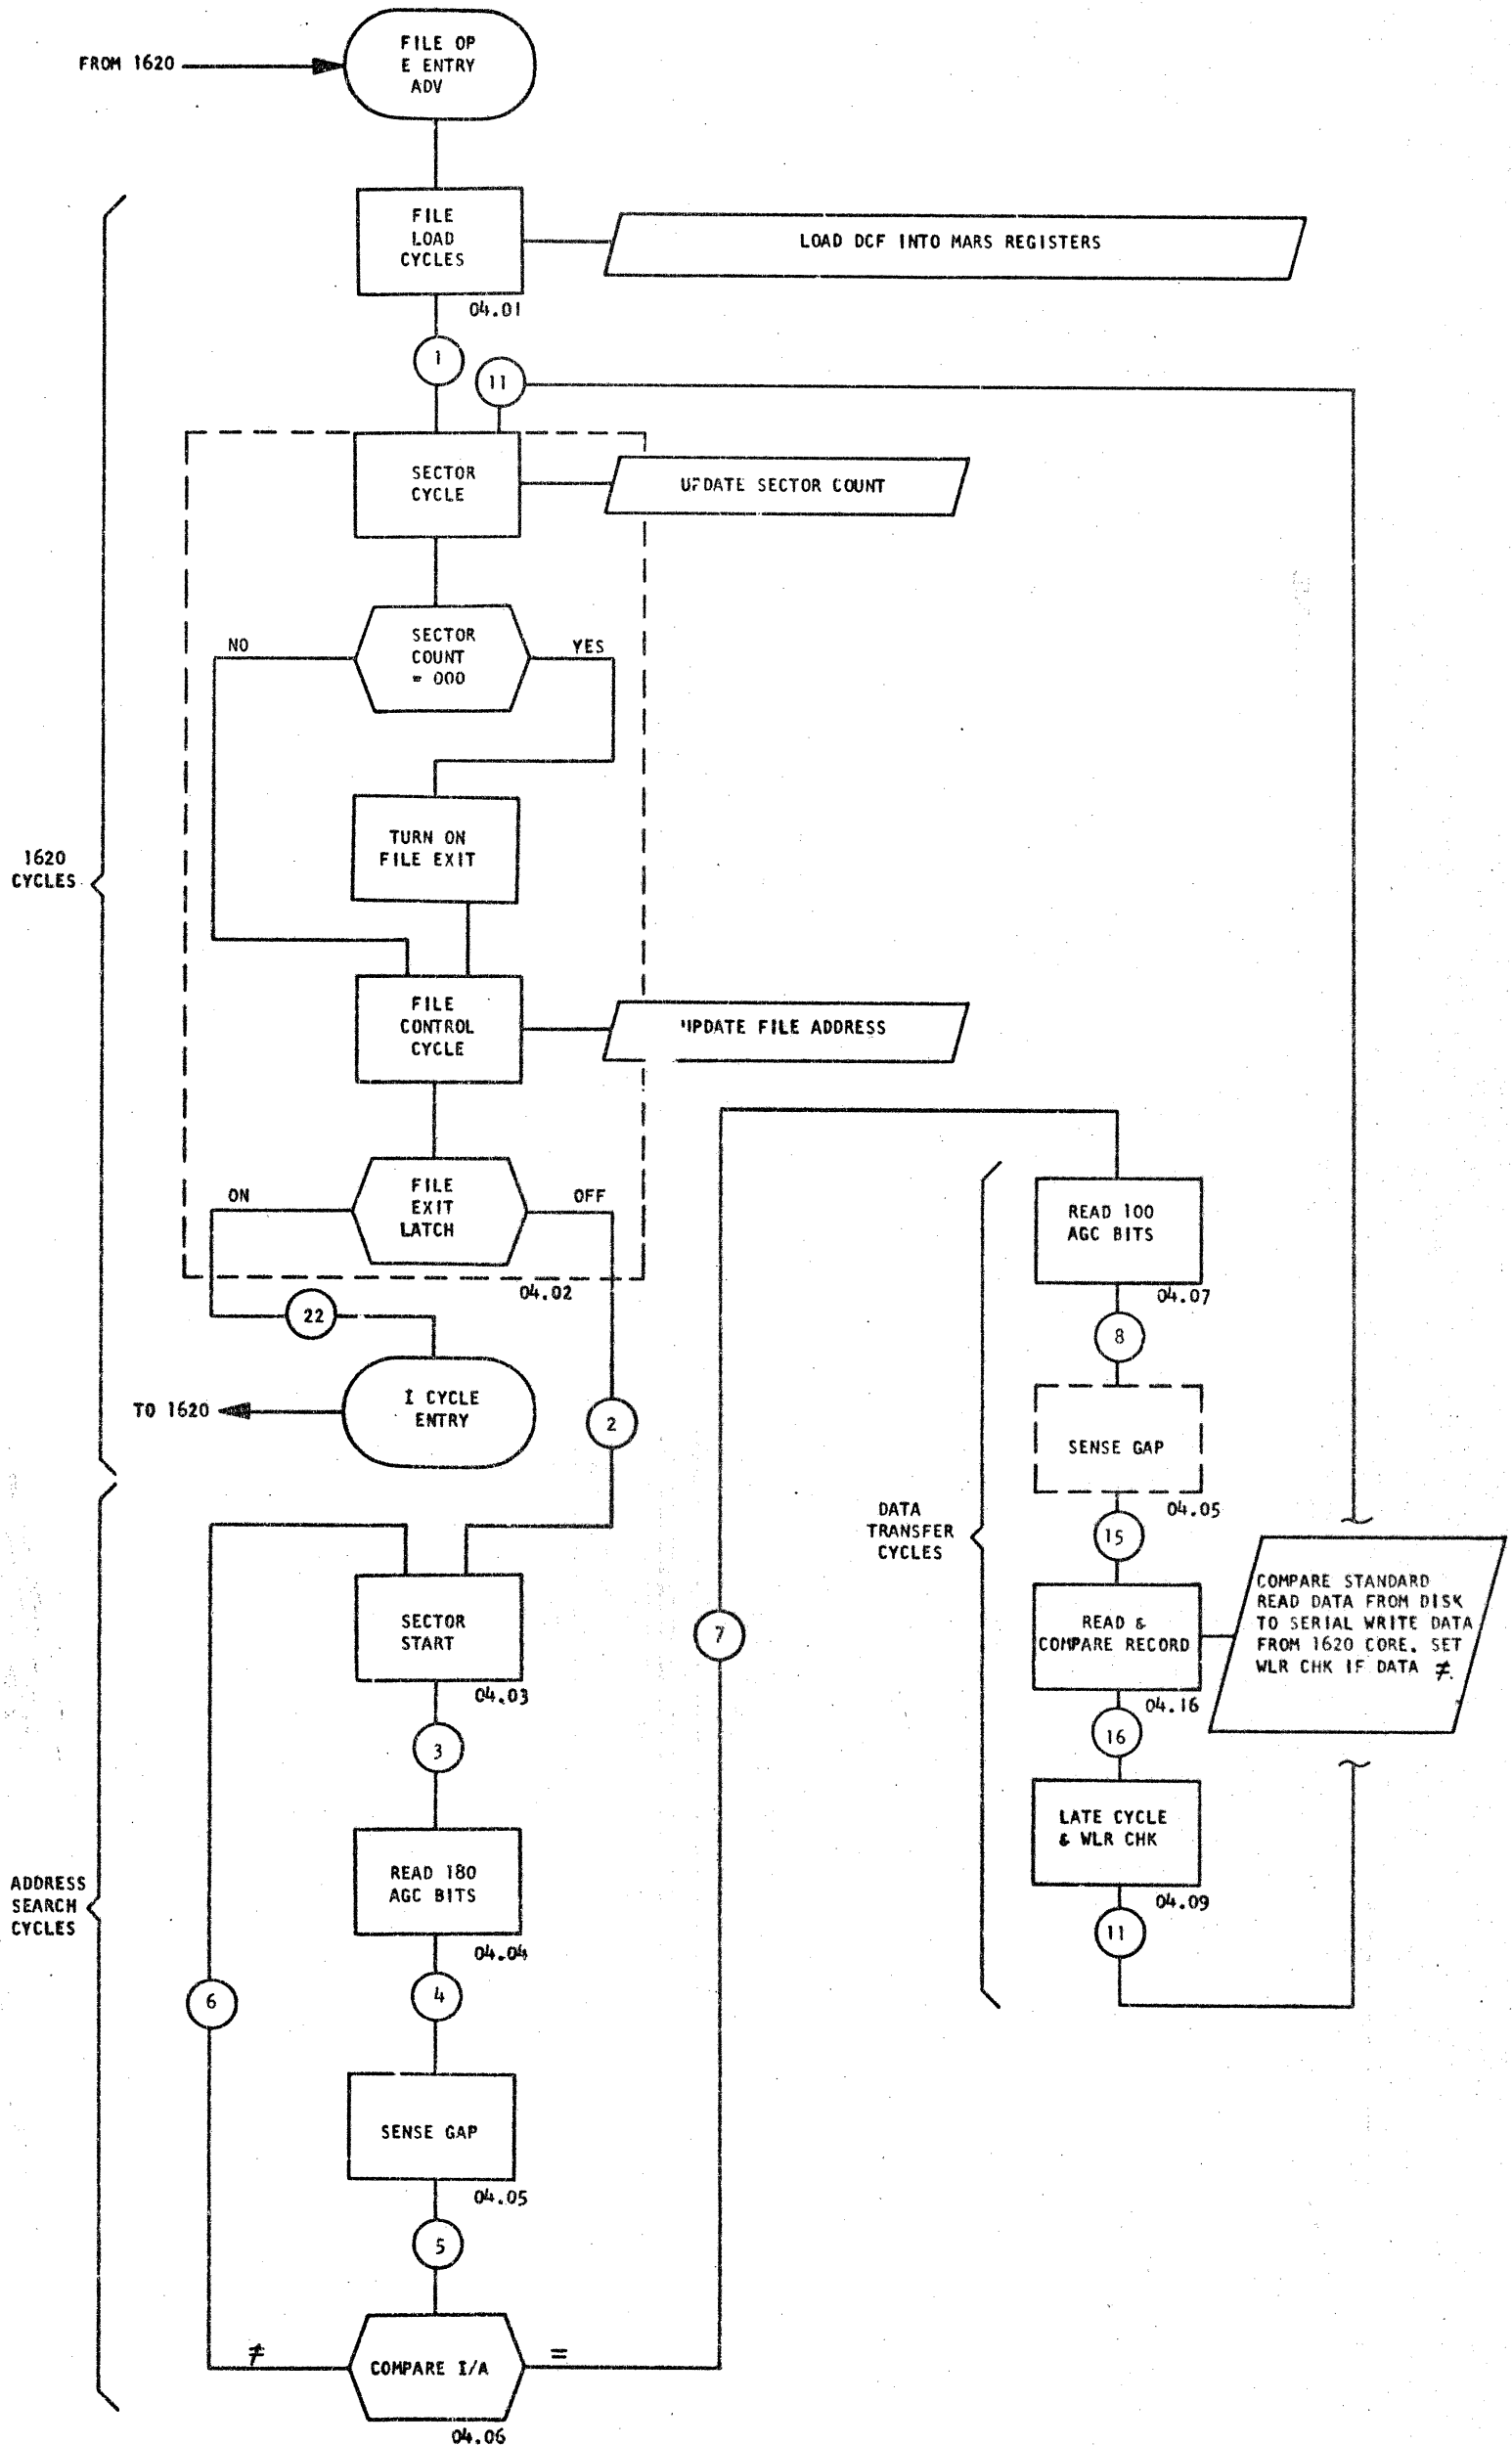 FILE OP
E ENTRY
ADV
FROM 1620
FILE
LOAD
CYCLES
LOAD DCF INTO MARS REGISTERS
04.01
1
11
SECTOR
CYCLE
UPDATE SECTOR COUNT
NO
SECTOR
COUNT
= 000
YES
TURN ON
FILE EXIT
1620
CYCLES
FILE
CONTROL
CYCLE
UPDATE FILE ADDRESS
ON
FILE
EXIT
LATCH
OFF
04.02
22
TO 1620
I CYCLE
ENTRY
2
SECTOR
START
04.03
3
READ 180
AGC BITS
04.04
ADDRESS
SEARCH
CYCLES
6
4
SENSE GAP
04.05
5
≠
COMPARE I/A
=
04.06
7
READ 100
AGC BITS
04.07
8
SENSE GAP
04.05
DATA
TRANSFER
CYCLES
15
READ &
COMPARE RECORD
04.16
COMPARE STANDARD
READ DATA FROM DISK
TO SERIAL WRITE DATA
FROM 1620 CORE. SET
WLR CHK IF DATA ≠.
16
LATE CYCLE
& WLR CHK
04.09
11